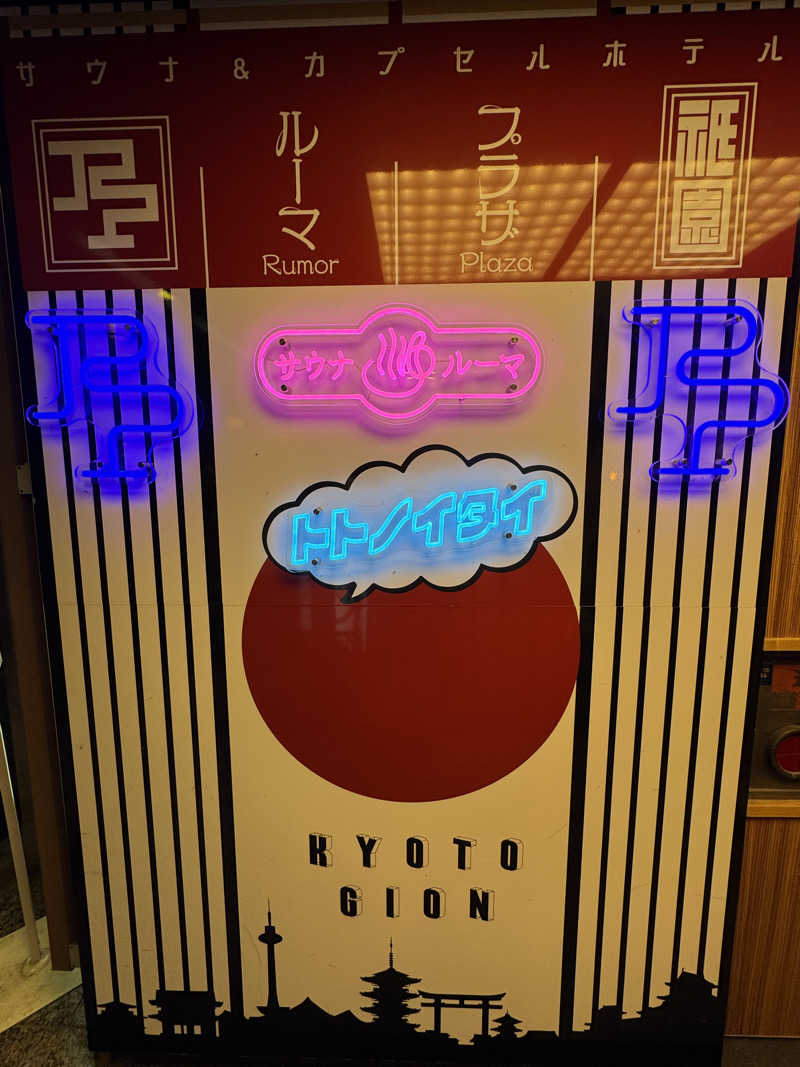 サウナ&カプセルホテル
ルーマ
Rumor
プラザ
Plaza
祇園
サウナ ルーマ
トトノイタイ
KYOTO
GION